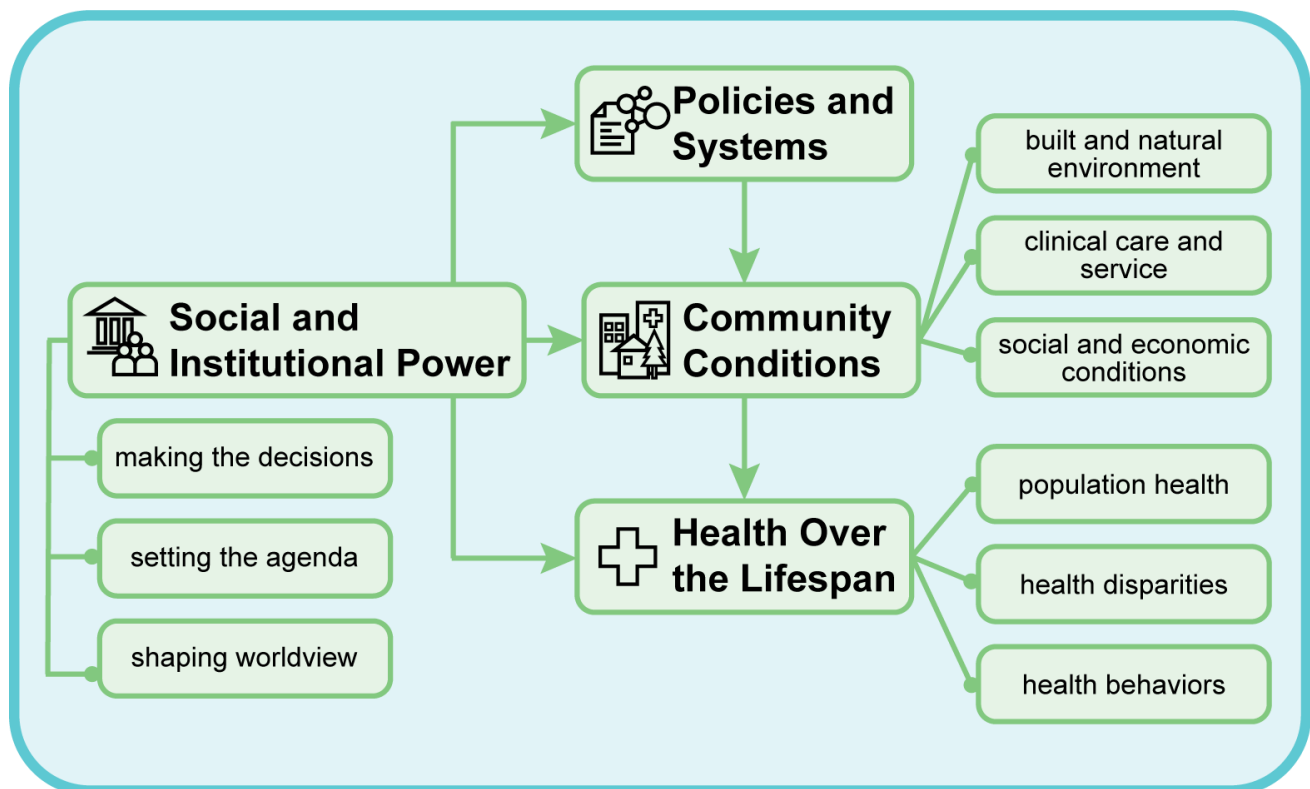 Policies and
Systems
built and natural
environment
clinical care and
service
Social and
Institutional Power
Community
Conditions
social and economic
conditions
making the decisions
setting the agenda
shaping worldview
Health Over
the Lifespan
population health
health disparities
health behaviors